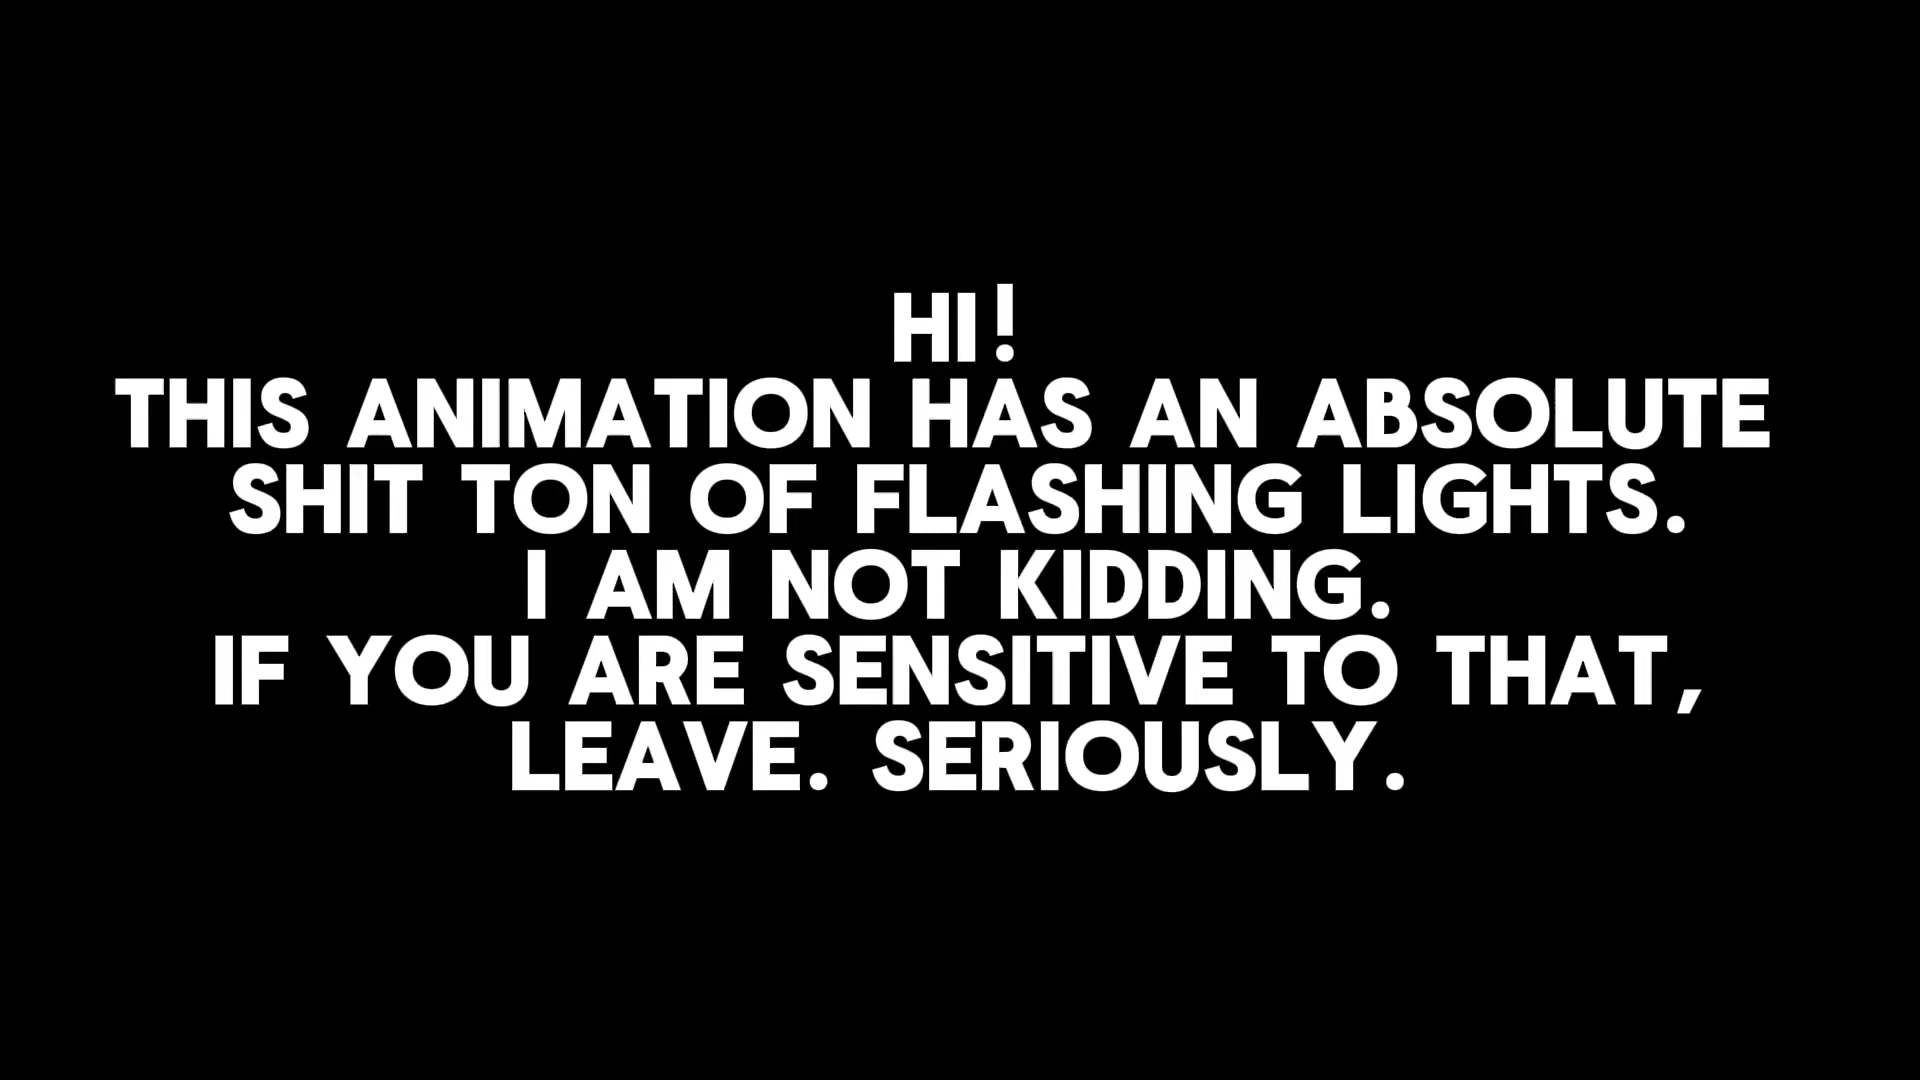 HI!
THIS ANIMATION HAS AN ABSOLUTE
SHIT TON OF FLASHING LIGHTS.
I AM NOT KIDDING.
IF YOU ARE SENSITIVE TO THAT,
LEAVE. SERIOUSLY.